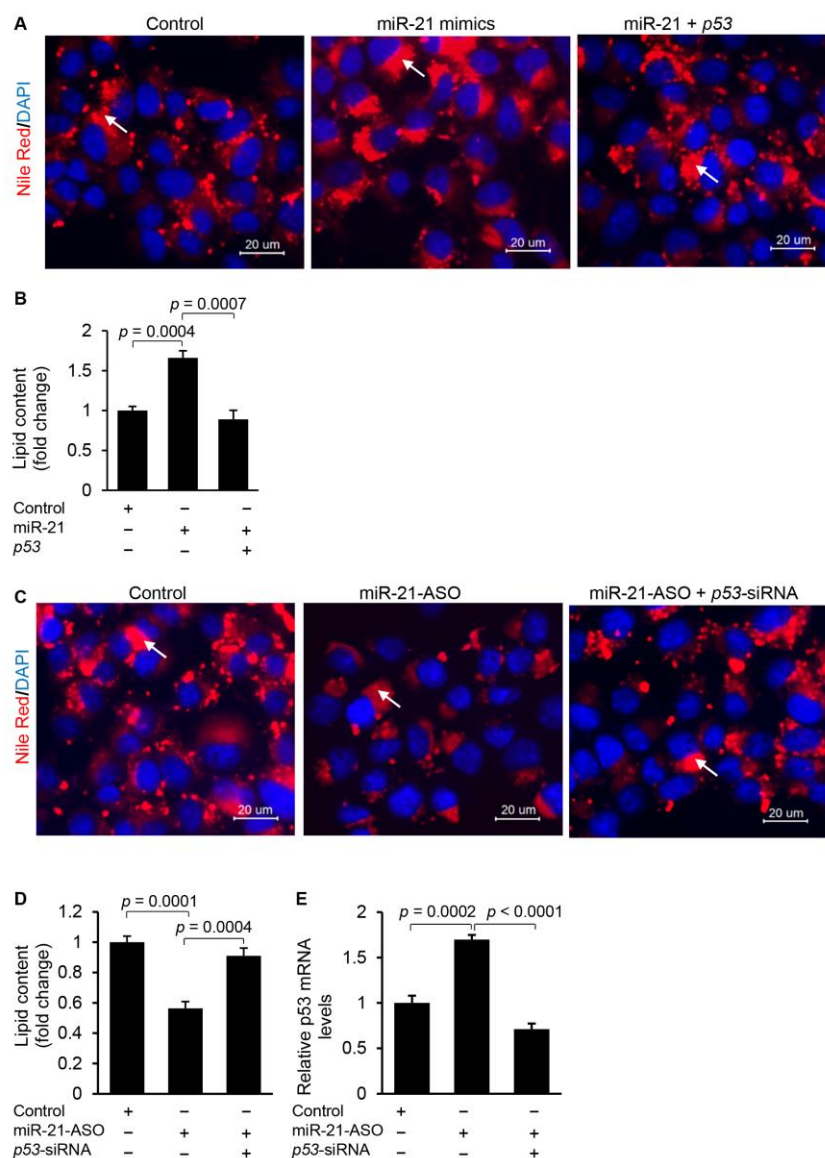 A
Control
miR-21 mimics
miR-21 + p53
Nile Red/DAPI
20 um
20 um
20 um
B
p = 0.0007
p = 0.0004
Lipid content
(fold change)
2
1.5
1
0.5
0
Control + – –
miR-21 – + +
p53 – – +
C
Control
miR-21-ASO
miR-21-ASO + p53-siRNA
Nile Red/DAPI
20 um
20 um
20 um
D
p = 0.0001
p = 0.0004
Lipid content
(fold change)
1.2
1
0.8
0.6
0.4
0.2
0
Control + – –
miR-21-ASO – + +
p53-siRNA – – +
E
p = 0.0002
p < 0.0001
Relative p53 mRNA
levels
2
1.5
1
0.5
0
Control + – –
miR-21-ASO – + +
p53-siRNA – – +